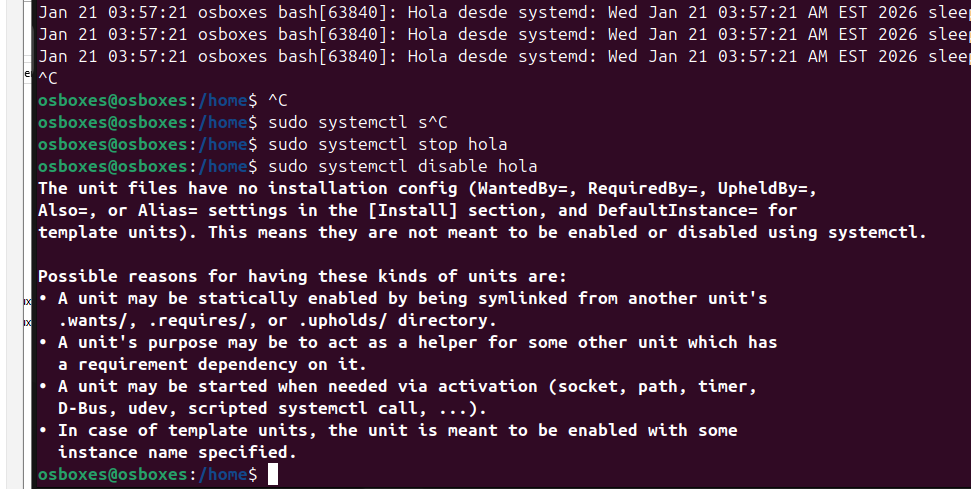 Jan 21 03:57:21 osboxes bash[63840]: Hola desde systemd: Wed Jan 21 03:57:21 AM EST 2026 slee
Jan 21 03:57:21 osboxes bash[63840]: Hola desde systemd: Wed Jan 21 03:57:21 AM EST 2026 slee
Jan 21 03:57:21 osboxes bash[63840]: Hola desde systemd: Wed Jan 21 03:57:21 AM EST 2026 slee
^C
osboxes@osboxes:/home$ ^C
osboxes@osboxes:/home$ sudo systemctl s^C
osboxes@osboxes:/home$ sudo systemctl stop hola
osboxes@osboxes:/home$ sudo systemctl disable hola
The unit files have no installation config (WantedBy=, RequiredBy=, UpheldBy=,
Also=, or Alias= settings in the [Install] section, and DefaultInstance= for
template units). This means they are not meant to be enabled or disabled using systemctl.
Possible reasons for having these kinds of units are:
• A unit may be statically enabled by being symlinked from another unit's
.wants/, .requires/, or .upholds/ directory.
• A unit's purpose may be to act as a helper for some other unit which has
a requirement dependency on it.
• A unit may be started when needed via activation (socket, path, timer,
D-Bus, udev, scripted systemctl call, ...).
• In case of template units, the unit is meant to be enabled with some
instance name specified.
osboxes@osboxes:/home$